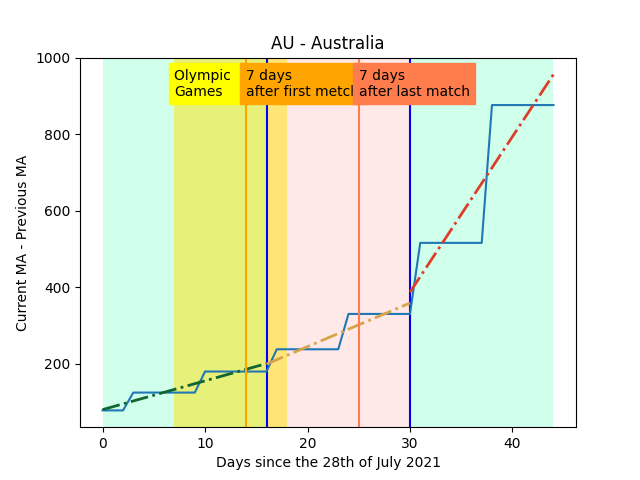 AU - Australia
1000
800
600
400
200
Current MA - Previous MA
Olympic
Games
7 days
after first metcl
7 days
after last match
0
10
20
30
40
Days since the 28th of July 2021